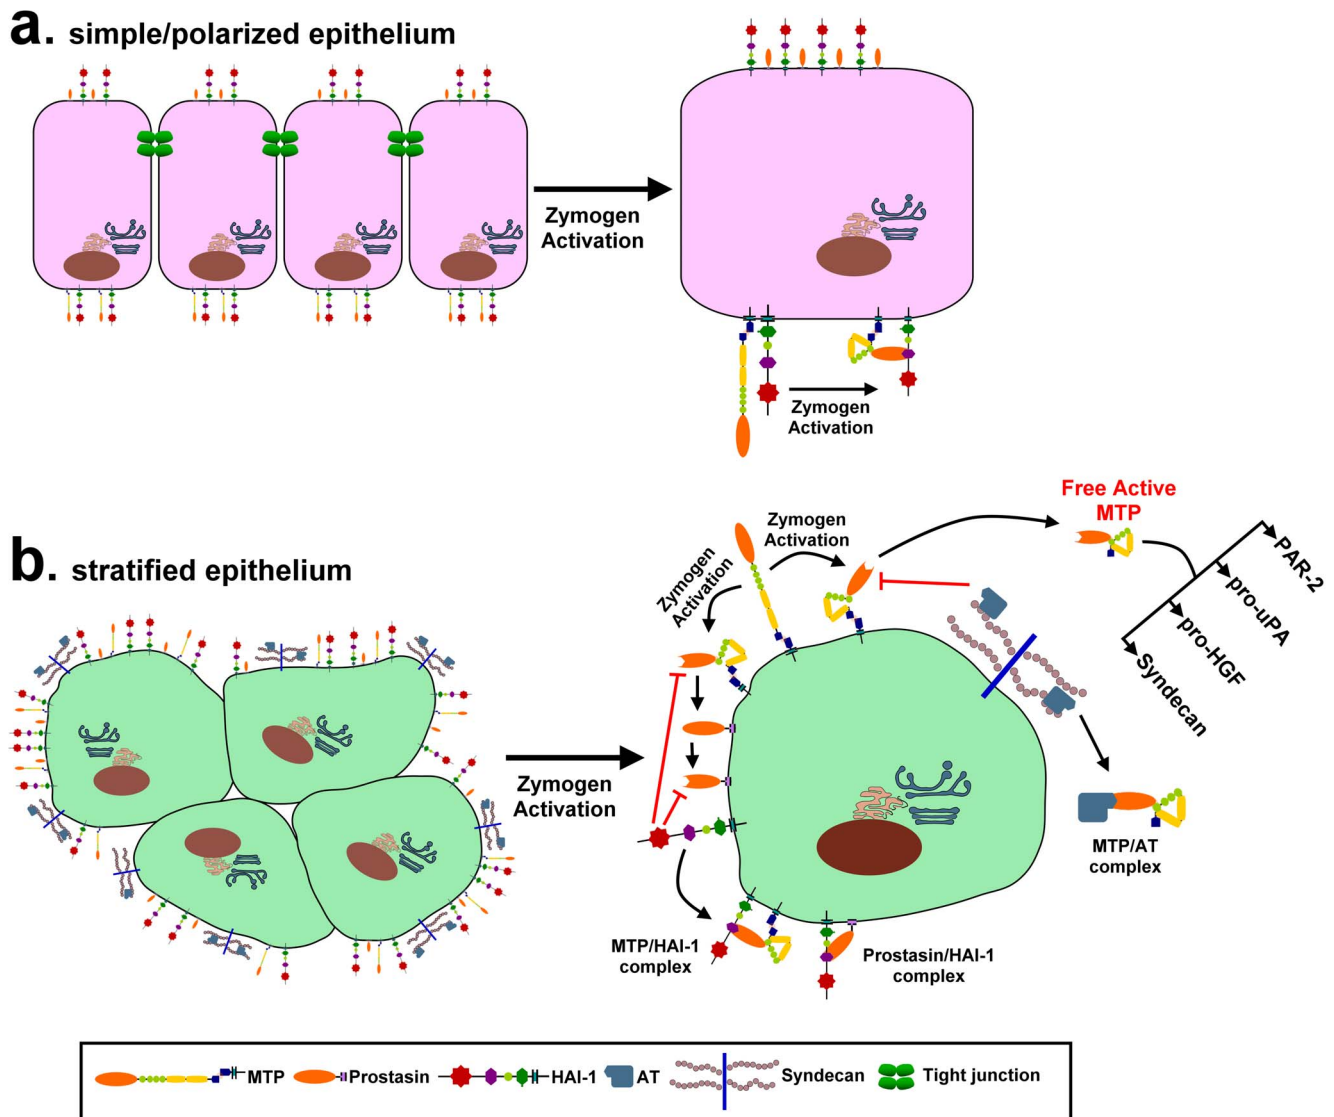 a. simple/polarized epithelium
Zymogen
Activation
Zymogen
Activation
b. stratified epithelium
Zymogen
Activation
Zymogen
Activation
Zymogen
Activation
Free Active
MTP
PAR-2
pro-uPA
pro-HGF
Syndecan
MTP/AT
complex
MTP/HAI-1
complex
Prostasin/HAI-1
complex
MTP
Prostasin
HAI-1
AT
Syndecan
Tight junction